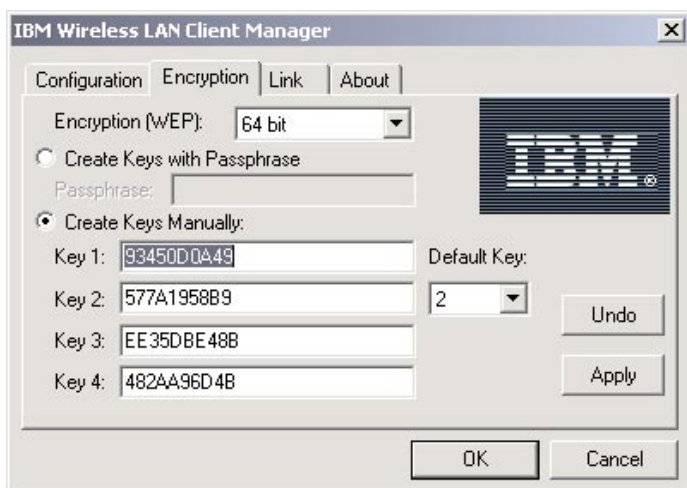 IBM Wireless LAN Client Manager
Configuration Encryption Link About
Encryption (WEP): 64 bit
IBM®
Create Keys with Passphrase
Passphrase:
Create Keys Manually:
Key 1: 93450D0A49
Default Key:
Key 2: 577A1958B9
2
Undo
Key 3: EE35DBE48B
Key 4: 482AA96D4B
Apply
OK Cancel